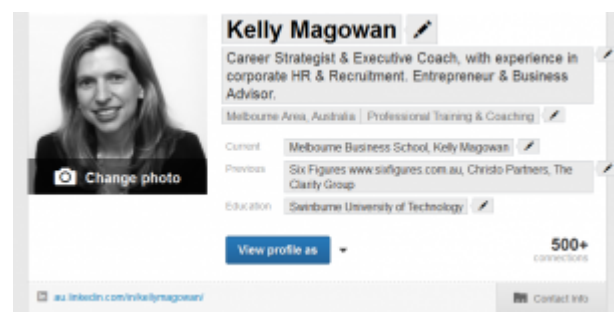 Kelly Magowan
Career Strategist & Executive Coach, with experience in
corporate HR & Recruitment. Entrepreneur & Business
Advisor.
Melbourne Area, Australia | Professional Training & Coaching
Current Melbourne Business School, Kelly Magowan
Previous Six Figures www.sixfigures.com.au, Christo Partners, The
Clarity Group
Education Swinburne University of Technology
Change photo
View profile as
500+
connections
au.linkedin.com/in/kellymagowan/
Contact Info